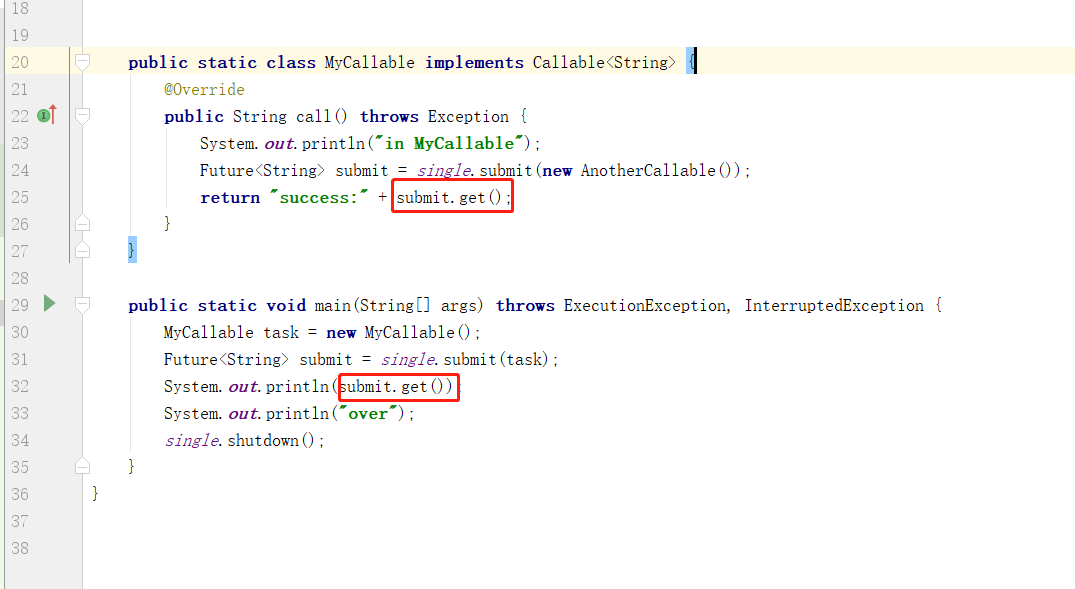 18
19
20 public static class MyCallable implements Callable<String> {
21 @Override
22 public String call() throws Exception {
23 System.out.println("in MyCallable");
24 Future<String> submit = single.submit(new AnotherCallable());
25 return "success:" + submit.get();
26 }
27 }
28
29 public static void main(String[] args) throws ExecutionException, InterruptedException {
30 MyCallable task = new MyCallable();
31 Future<String> submit = single.submit(task);
32 System.out.println(submit.get());
33 System.out.println("over");
34 single.shutdown();
35 }
36 }
37
38